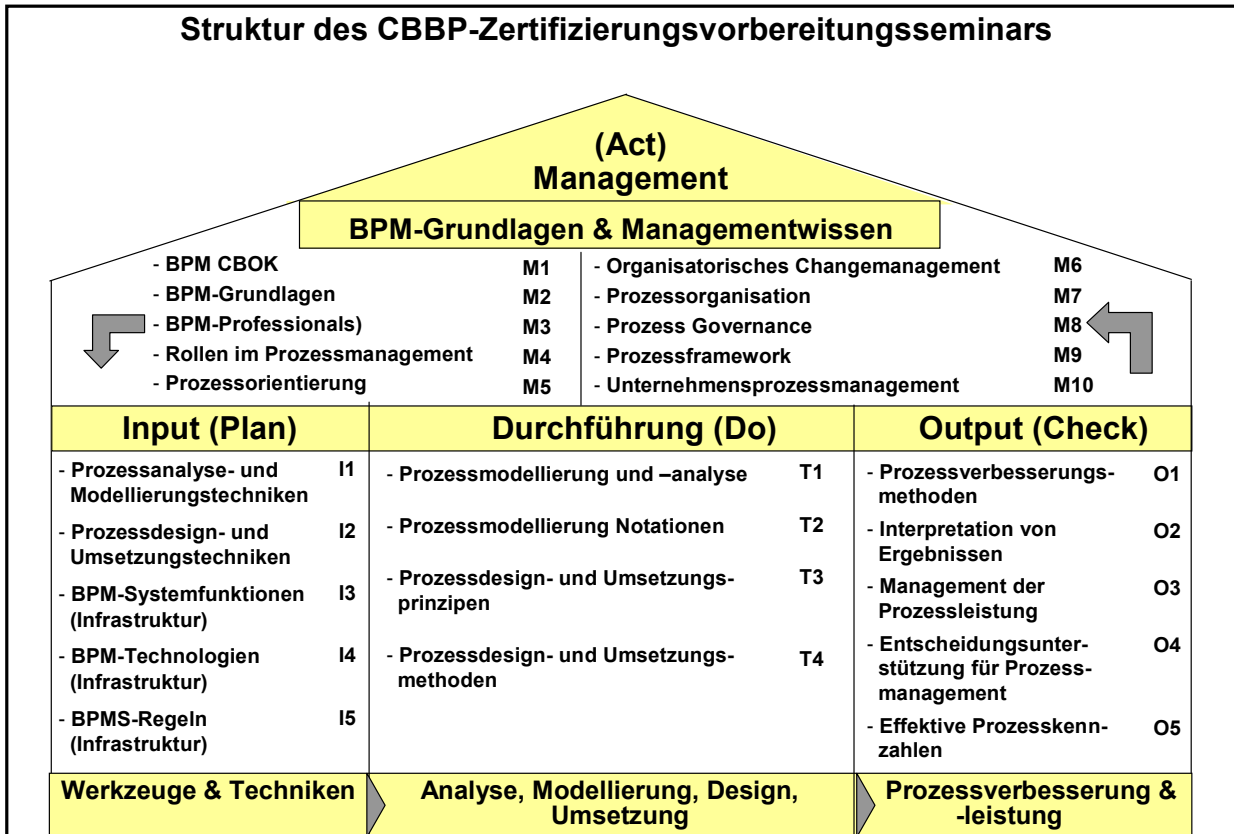 Struktur des CBBP-Zertifizierungsvorbereitungsseminars
(Act)
Management
BPM-Grundlagen & Managementwissen
- BPM CBOK M1
- BPM-Grundlagen M2
- BPM-Professionals) M3
- Rollen im Prozessmanagement M4
- Prozessorientierung M5
- Organisatorisches Changemanagement M6
- Prozessorganisation M7
- Prozess Governance M8
- Prozessframework M9
- Unternehmensprozessmanagement M10
Input (Plan)
- Prozessanalyse- und I1
Modellierungstechniken
- Prozessdesign- und I2
Umsetzungstechniken
- BPM-Systemfunktionen I3
(Infrastruktur)
- BPM-Technologien I4
(Infrastruktur)
- BPMS-Regeln I5
(Infrastruktur)
Werkzeuge & Techniken
Durchführung (Do)
- Prozessmodellierung und –analyse T1
- Prozessmodellierung Notationen T2
- Prozessdesign- und Umsetzungs- T3
prinzipen
- Prozessdesign- und Umsetzungs- T4
methoden
Analyse, Modellierung, Design,
Umsetzung
Output (Check)
- Prozessverbesserungs- O1
methoden
- Interpretation von O2
Ergebnissen
- Management der O3
Prozessleistung
- Entscheidungsunter- O4
stützung für Prozess-
management
- Effektive Prozesskenn- O5
zahlen
Prozessverbesserung &
-leistung